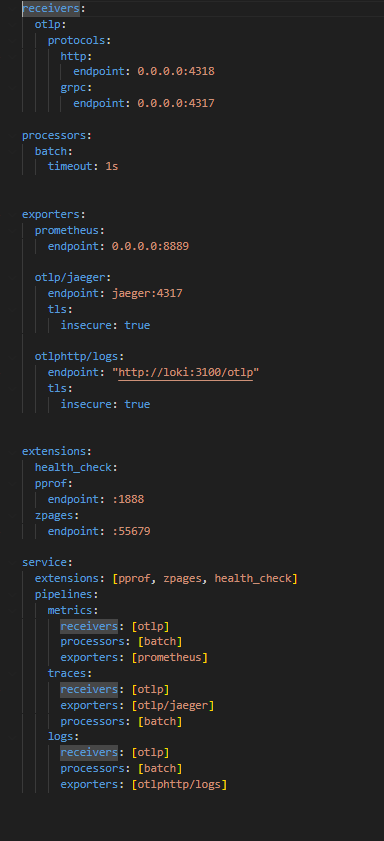 receivers:
  otlp:
    protocols:
      http:
        endpoint: 0.0.0.0:4318
      grpc:
        endpoint: 0.0.0.0:4317

processors:
  batch:
    timeout: 1s


exporters:
  prometheus:
    endpoint: 0.0.0.0:8889

  otlp/jaeger:
    endpoint: jaeger:4317
    tls:
      insecure: true

  otlphttp/logs:
    endpoint: "http://loki:3100/otlp"
    tls:
      insecure: true


extensions:
  health_check:
  pprof:
    endpoint: :1888
  zpages:
    endpoint: :55679

service:
  extensions: [pprof, zpages, health_check]
  pipelines:
    metrics:
      receivers: [otlp]
      processors: [batch]
      exporters: [prometheus]
    traces:
      receivers: [otlp]
      exporters: [otlp/jaeger]
      processors: [batch]
    logs:
      receivers: [otlp]
      processors: [batch]
      exporters: [otlphttp/logs]